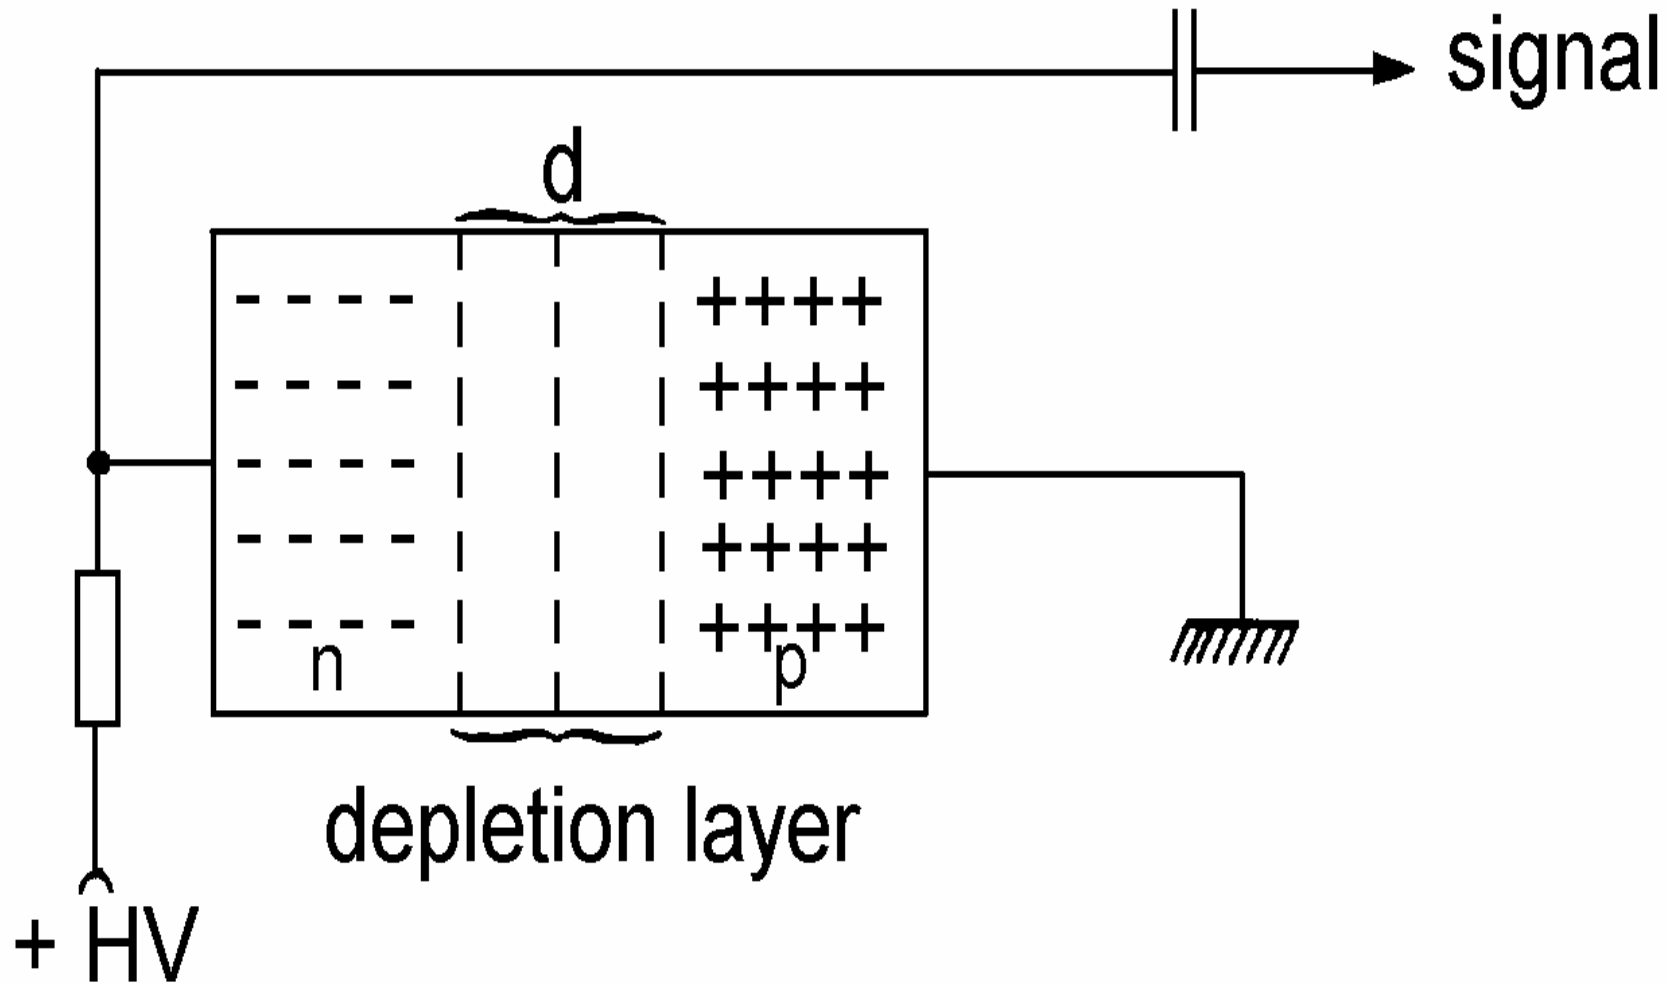 signal
d
- - - - ++++
- - - - ++++
- - - - ++++
- - - - ++++
- - - - ++++
n p
depletion layer
+ HV